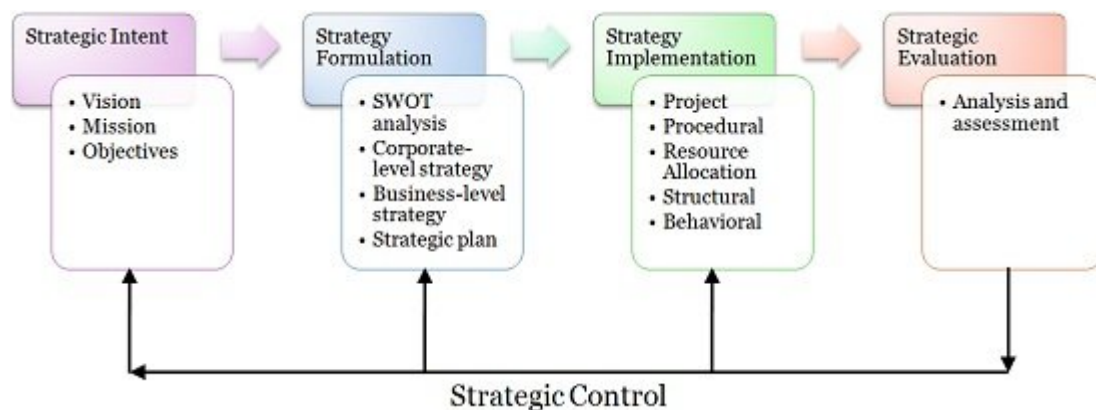 Strategic Intent
• Vision
• Mission
• Objectives
Strategy
Formulation
• SWOT
analysis
• Corporate-
level strategy
• Business-level
strategy
• Strategic plan
Strategy
Implementation
• Project
• Procedural
• Resource
Allocation
• Structural
• Behavioral
Strategic
Evaluation
• Analysis and
assessment
Strategic Control